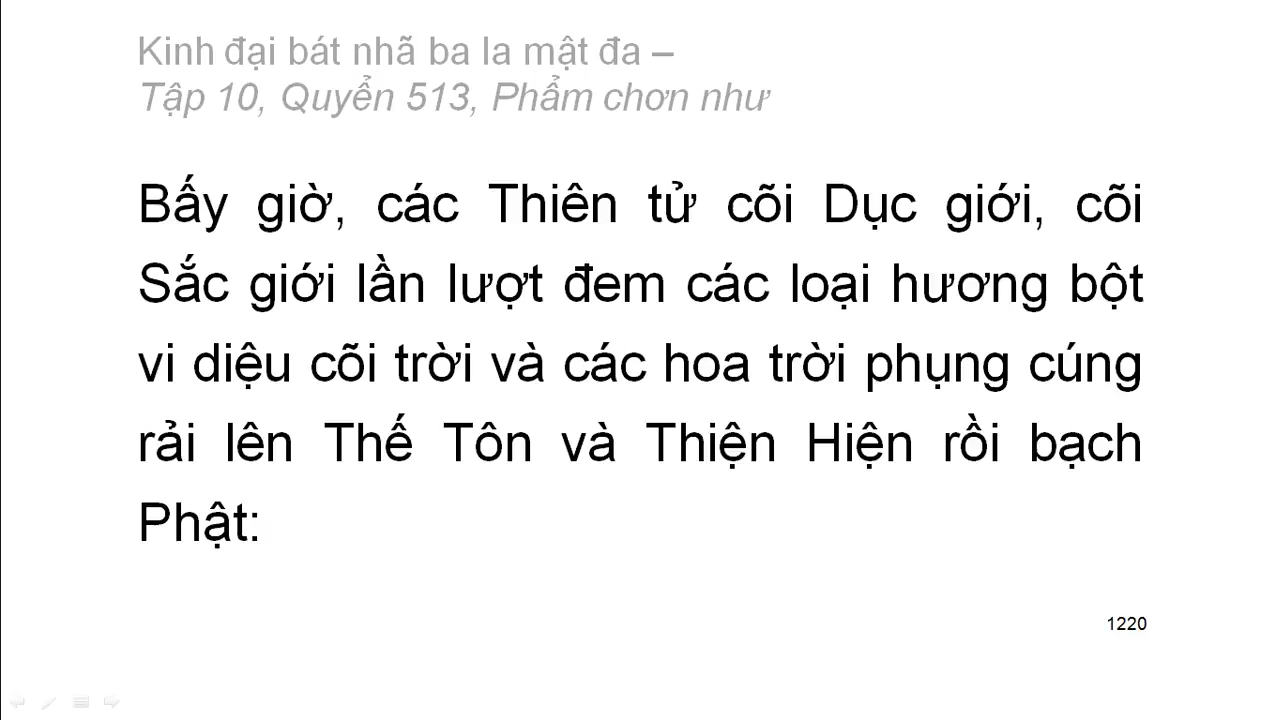 Kinh đại bát nhã ba la mật đa –
Tập 10, Quyển 513, Phẩm chơn như
Bấy giờ, các Thiên tử cõi Dục giới, cõi
Sắc giới lần lượt đem các loại hương bột
vi diệu cõi trời và các hoa trời phụng cúng
rải lên Thế Tôn và Thiện Hiện rồi bạch
Phật:
1220